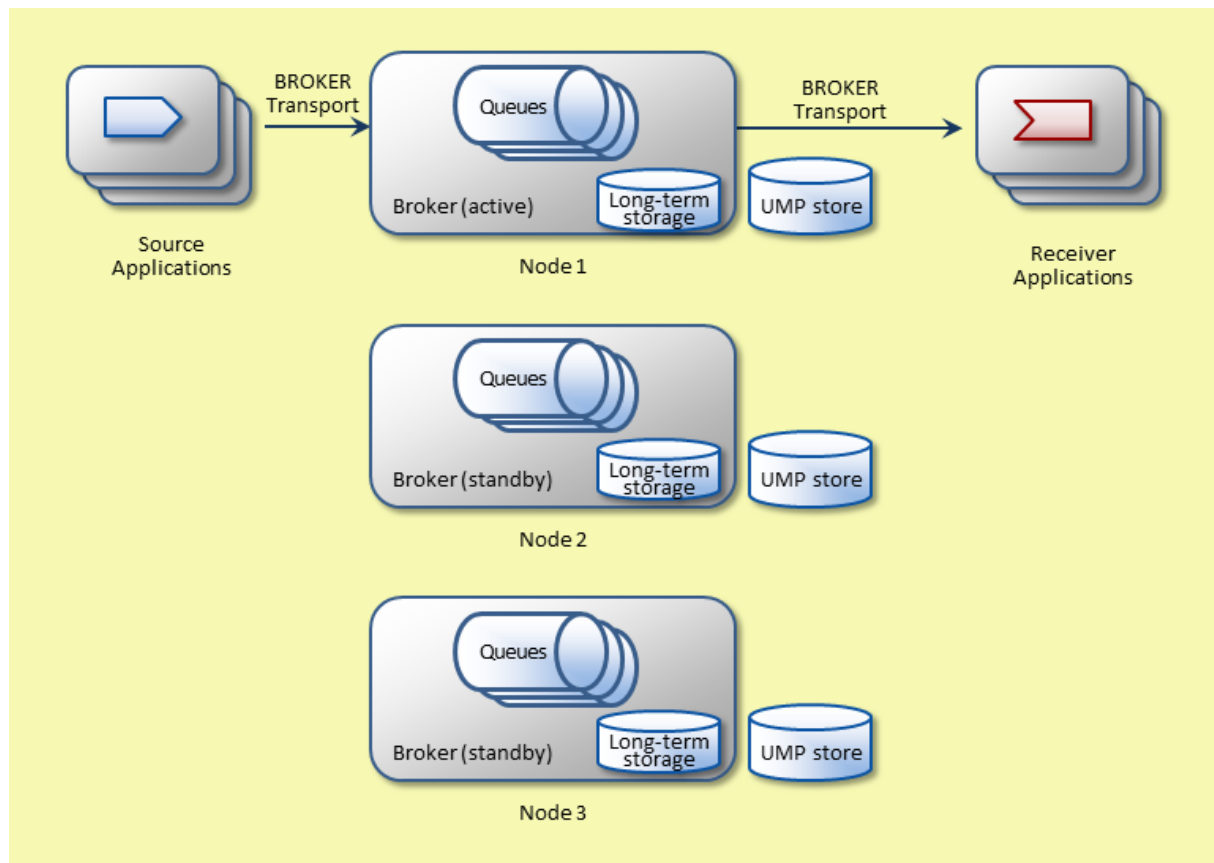 BROKER
Transport
Queues
Broker (active)
Long-term
storage
UMP store
BROKER
Transport
Source
Applications
Node 1
Receiver
Applications
Queues
Broker (standby)
Long-term
storage
UMP store
Node 2
Queues
Broker (standby)
Long-term
storage
UMP store
Node 3